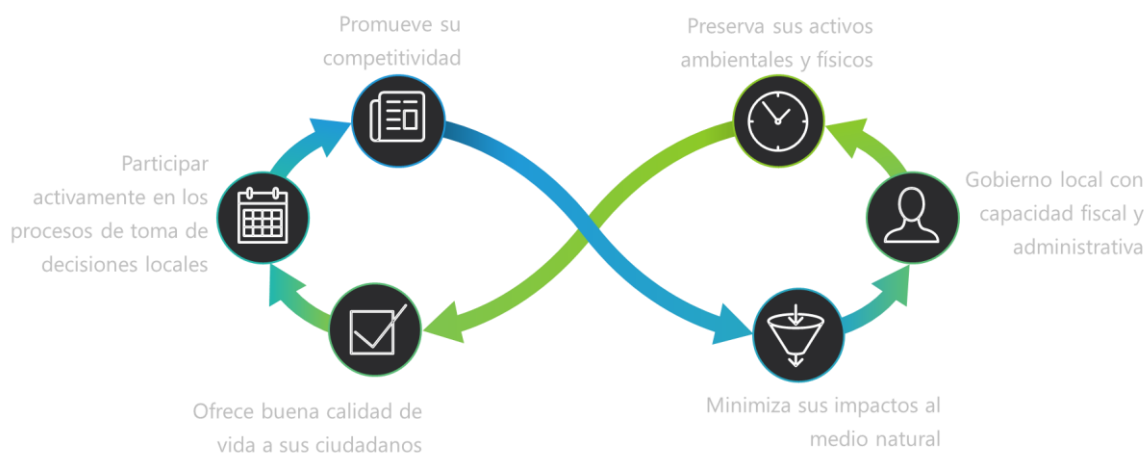 Promueve su
competitividad
Preserva sus activos
ambientales y físicos
Participar
activamente en los
procesos de toma de
decisiones locales
Gobierno local con
capacidad fiscal y
administrativa
Ofrece buena calidad de
vida a sus ciudadanos
Minimiza sus impactos al
medio natural